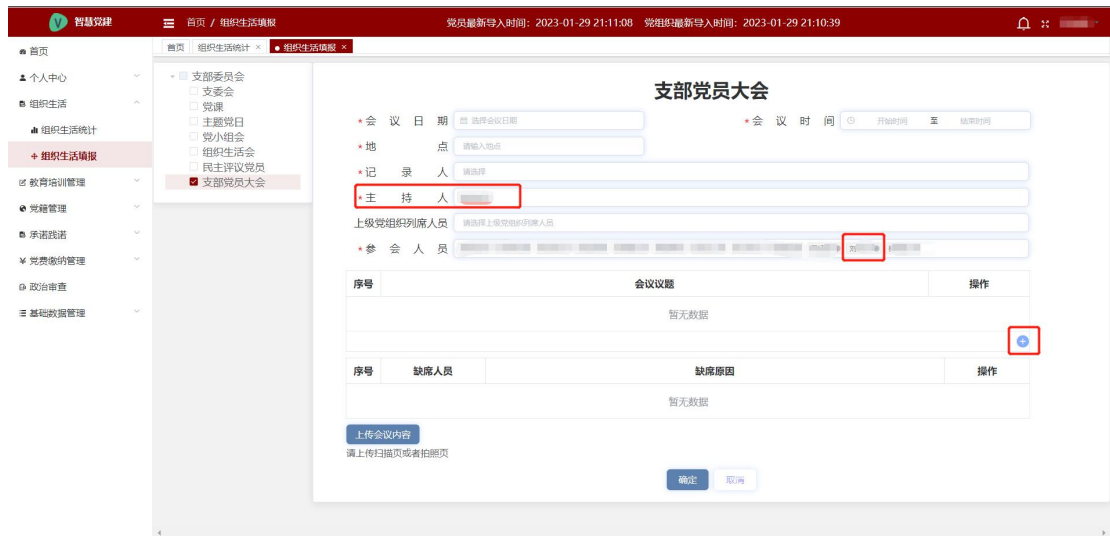 V 智慧党建
首页 / 组织生活填报
党员最新导入时间：2023-01-29 21:11:08 党组织最新导入时间：2023-01-29 21:10:39
首页 组织生活统计 × ● 组织生活填报 ×
首页
个人中心
组织生活
组织生活统计
组织生活填报
教育培训管理
党籍管理
承诺践诺
党费缴纳管理
政治审查
基础数据管理
支部委员会
支委会
党课
主题党日
党小组会
组织生活会
民主评议党员
支部党员大会
支部党员大会
*会 议 日 期 选择会议日期
*会 议 时 间 开始时间 至 结束时间
*地 点 请输入地点
*记 录 人 请选择
*主 持 人
上级党组织列席人员 请选择上级党组织列席人员
*参 会 人 员
序号 会议议题 操作
暂无数据
序号 缺席人员 缺席原因 操作
暂无数据
上传会议内容
请上传扫描页或者拍照页
确定 取消